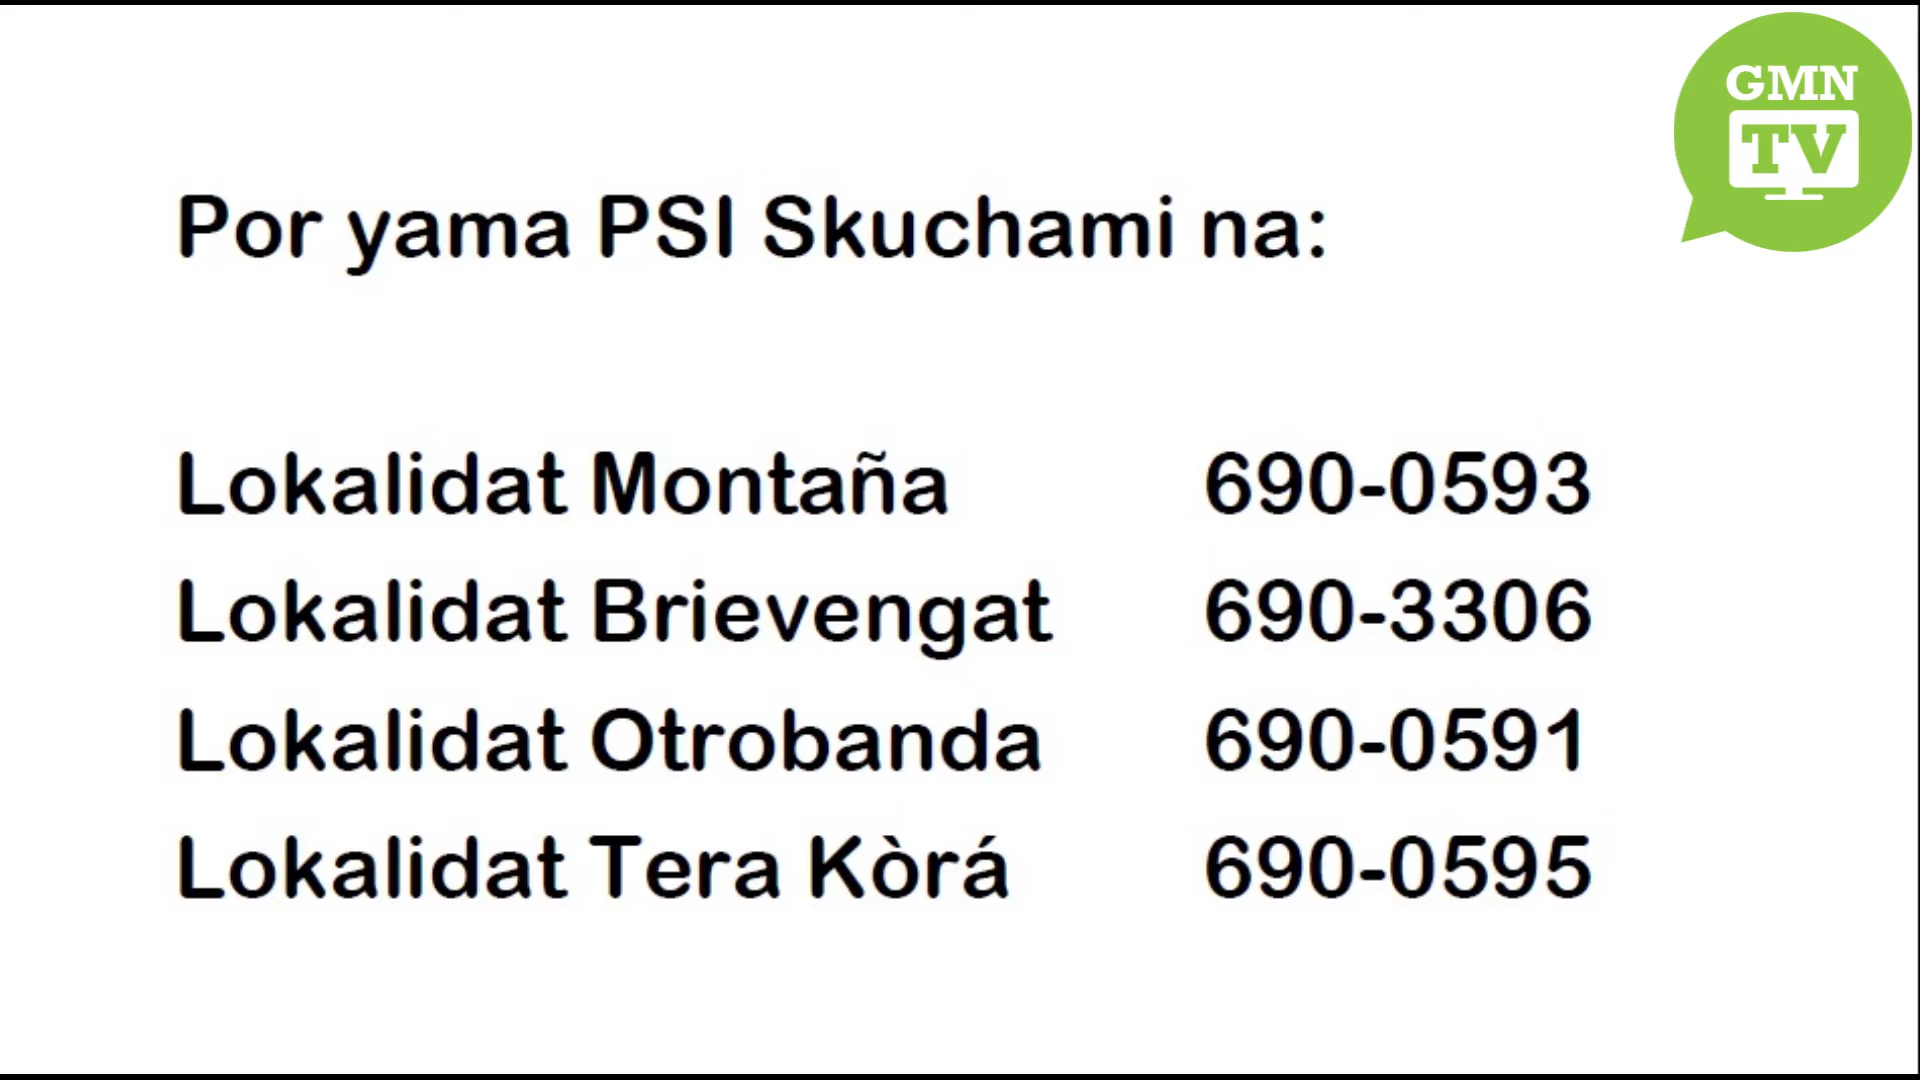 GMN
TV
Por yama PSI Skuchami na:
Lokalidat Montaña 690-0593
Lokalidat Brievengat 690-3306
Lokalidat Otrobanda 690-0591
Lokalidat Tera Kòrá 690-0595